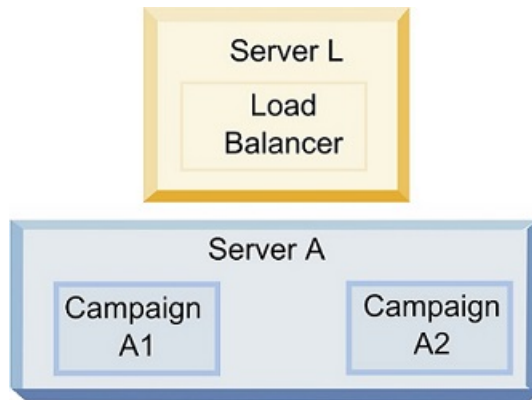 Server L
Load
Balancer
Server A
Campaign
A1
Campaign
A2